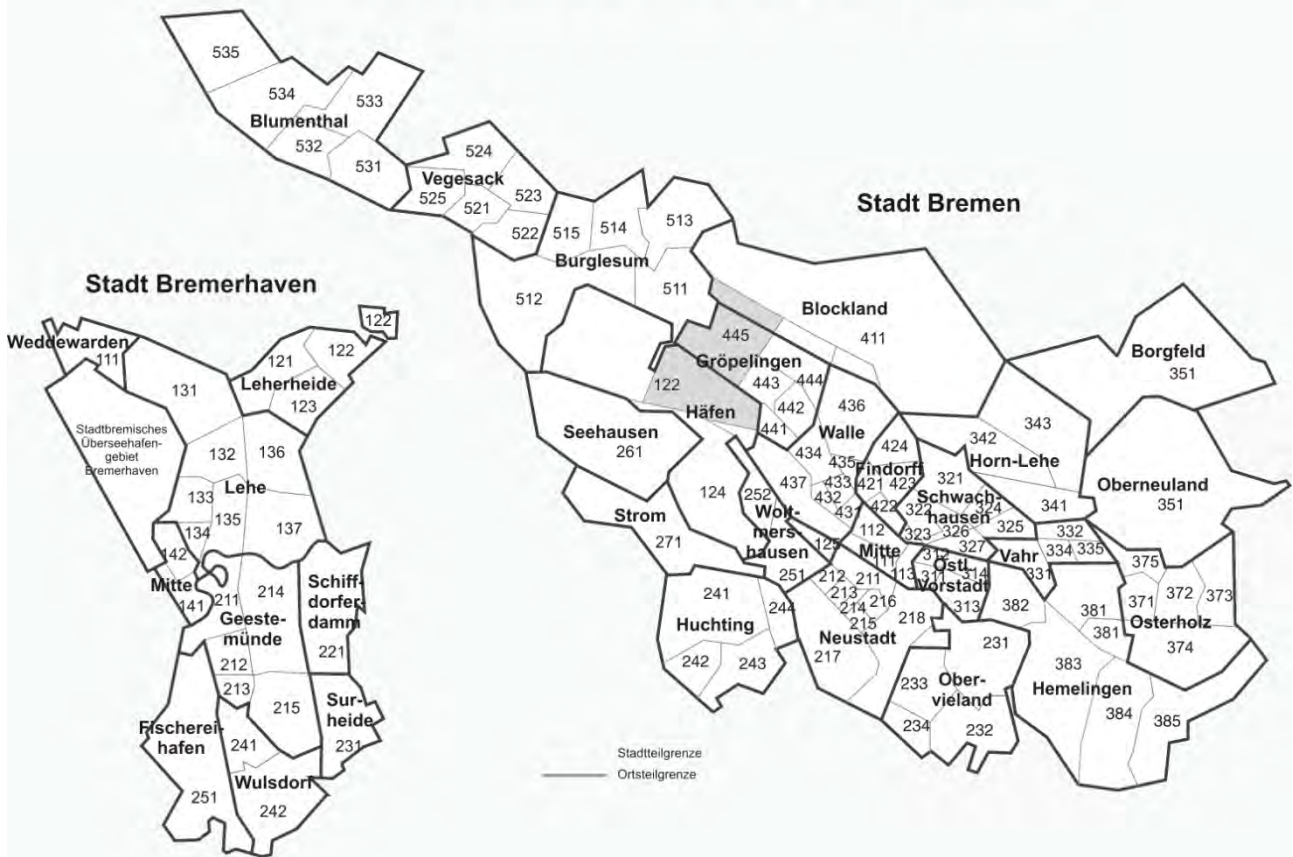 535
534
533
Blumenthal
532
531
524
Vegesack
525
521
523
522
515
514
513
Burglesum
512
511
Stadt Bremen
Blockland
411
Borgfeld
351
445
Gröpelingen
443
444
442
441
122
Häfen
436
Walle
434
435
433
437
432
431
424
Findorff
421
423
422
343
342
Horn-Lehe
341
321
Schwach-
hausen
322
324
325
326
323
327
Oberneuland
351
Seehausen
261
124
252
Strom
271
Wolt-
mers-
hausen
125
251
112
Mitte
111
113
312
Östl.
311
314
Vorstadt
313
332
Vahr
334
335
331
375
371
372
373
Osterholz
374
241
244
Huchting
242
243
212
211
213
214
216
215
218
Neustadt
217
382
381
381
383
Hemelingen
384
385
231
233
Ober-
vieland
234
232
Stadt Bremerhaven
Weddewarden
111
122
121
122
Leherheide
123
131
Stadtbremisches
Überseehafen-
gebiet
Bremerhaven
132
136
Lehe
133
135
134
137
142
Mitte
141
211
214
Geeste-
münde
Schiff-
dorfer-
damm
221
212
213
215
Sur-
heide
231
Fischerei-
hafen
251
241
Wulsdorf
242
Stadtteilgrenze
Ortsteilgrenze